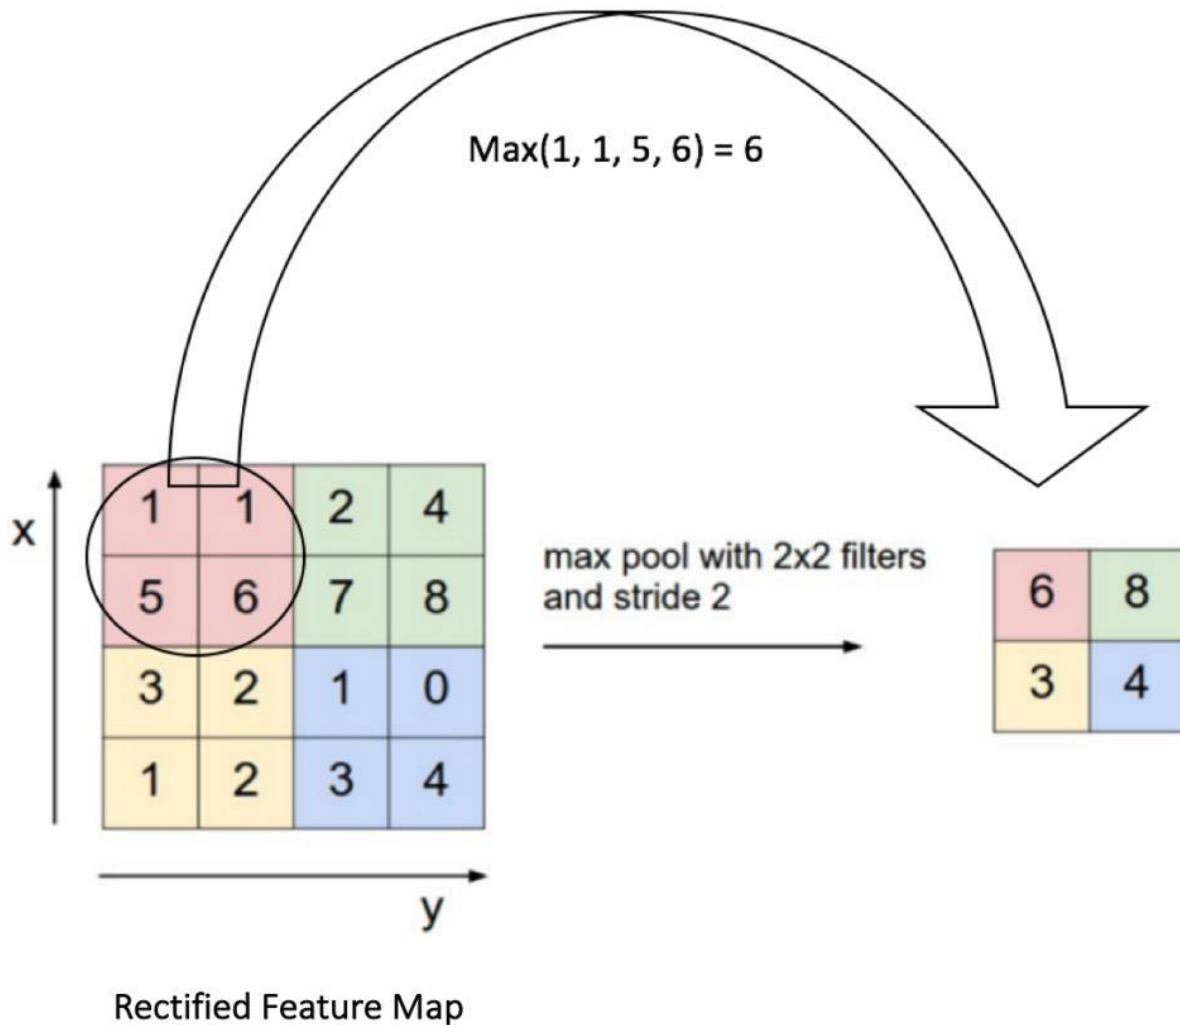 Max(1, 1, 5, 6) = 6
x
1 1 2 4
5 6 7 8
3 2 1 0
1 2 3 4
y
max pool with 2x2 filters
and stride 2
6 8
3 4
Rectified Feature Map